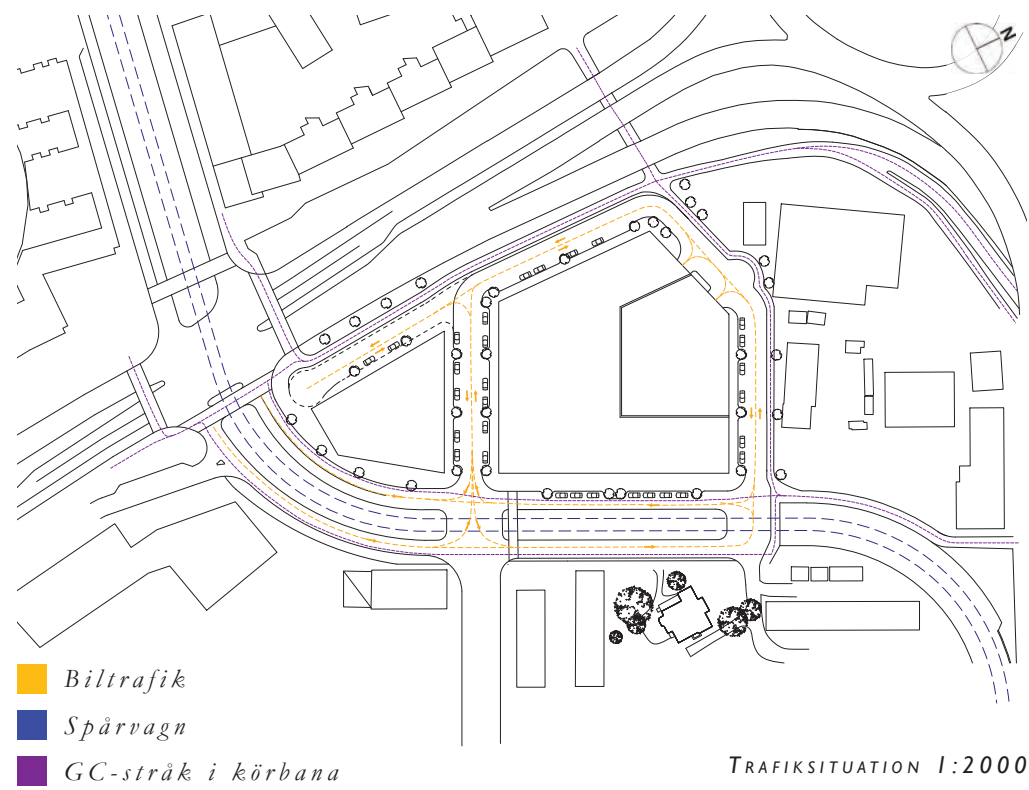 N
Biltrafik
Spårvagn
GC-stråk i körbana
TRAFIKSITUATION 1:2000